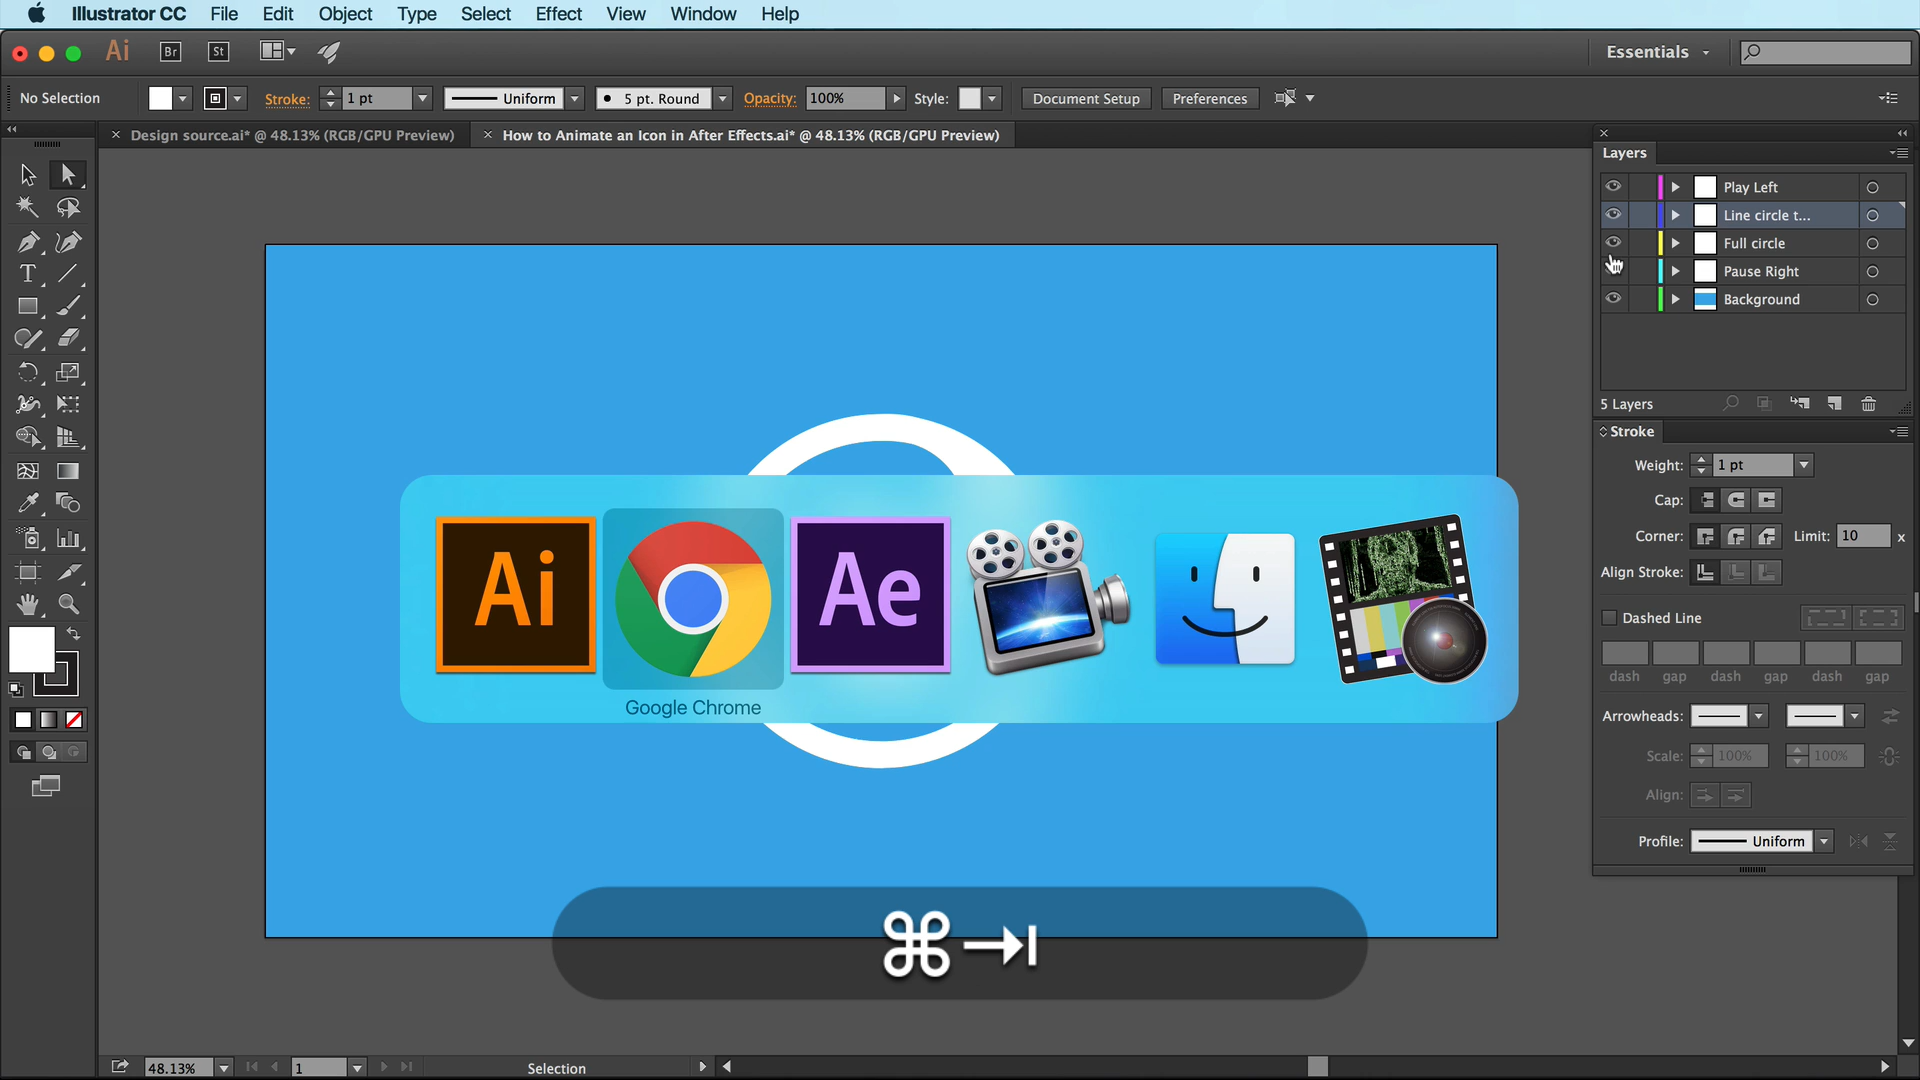 Illustrator CC File Edit Object Type Select Effect View Window Help
Ai Br St Essentials
No Selection Stroke: 1 pt Uniform 5 pt. Round Opacity: 100% Style: Document Setup Preferences
Design source.ai* @ 48.13% (RGB/GPU Preview) How to Animate an Icon in After Effects.ai* @ 48.13% (RGB/GPU Preview)
Layers
Play Left
Line circle t...
Full circle
Pause Right
Background
5 Layers
Stroke
Weight: 1 pt
Cap:
Corner: Limit: 10 x
Align Stroke:
Dashed Line
dash gap dash gap dash gap
Arrowheads:
Scale: 100% 100%
Align:
Profile: Uniform
Ai Ae
Google Chrome
⌘⇥
48.13% 1 Selection